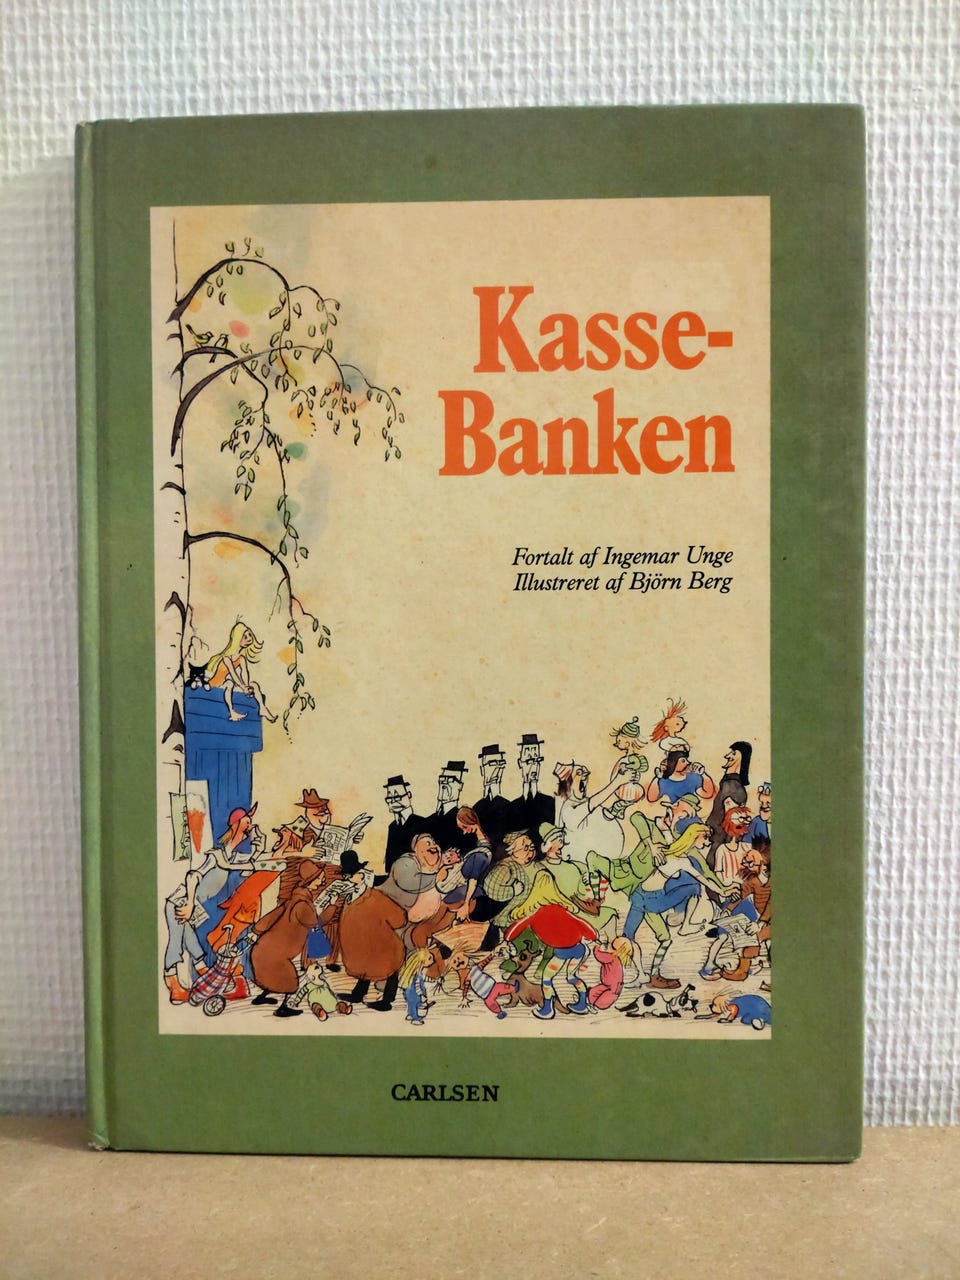 Kasse-
Banken
Fortalt af Ingemar Unge
Illustreret af Björn Berg
CARLSEN